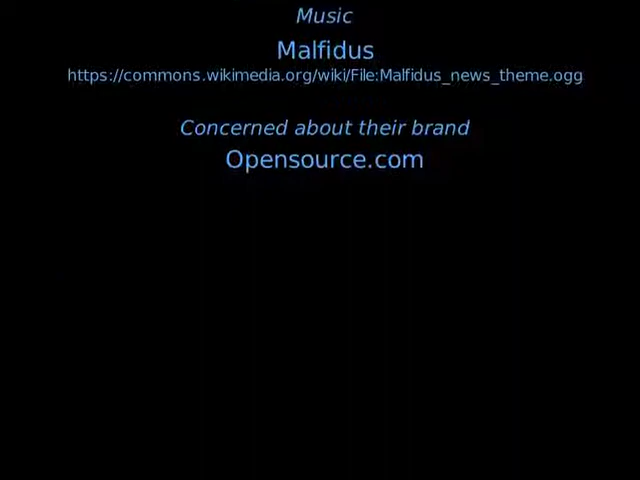 Music
Malfidus
https://commons.wikimedia.org/wiki/File:Malfidus_news_theme.ogg
Concerned about their brand
Opensource.com